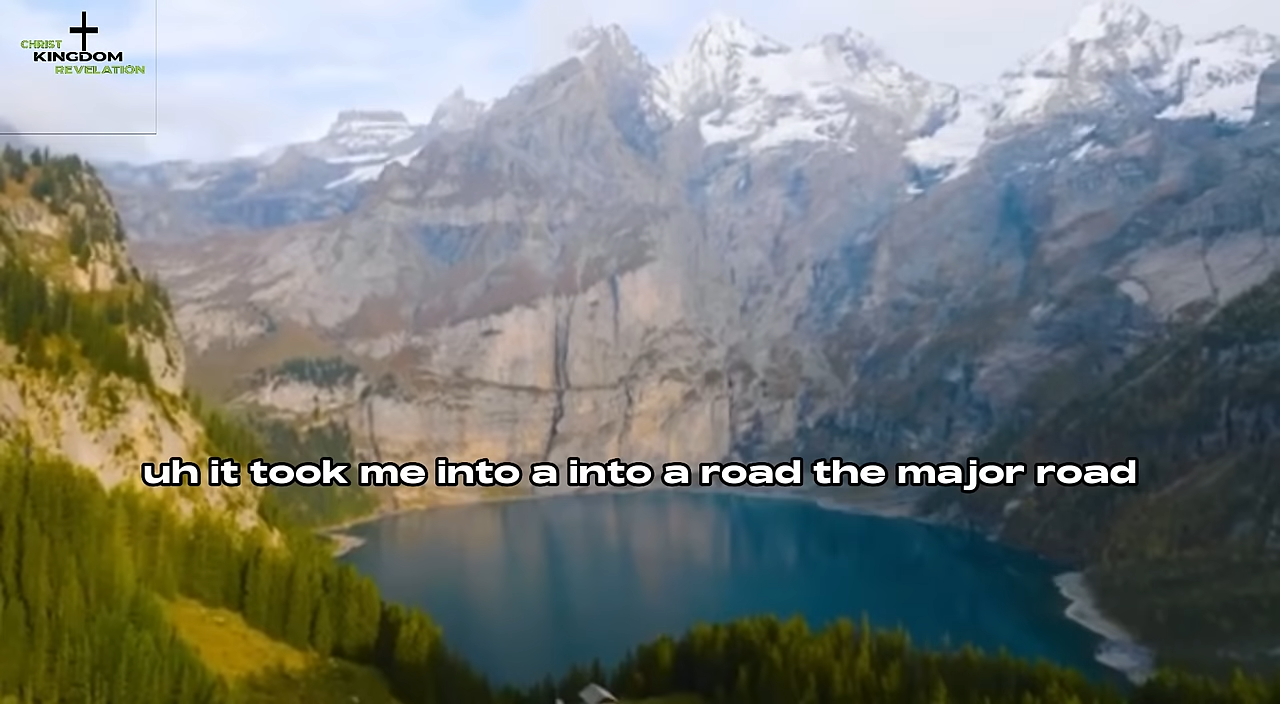 CHRIST
KINGDOM
REVELATION
uh it took me into a into a road the major road